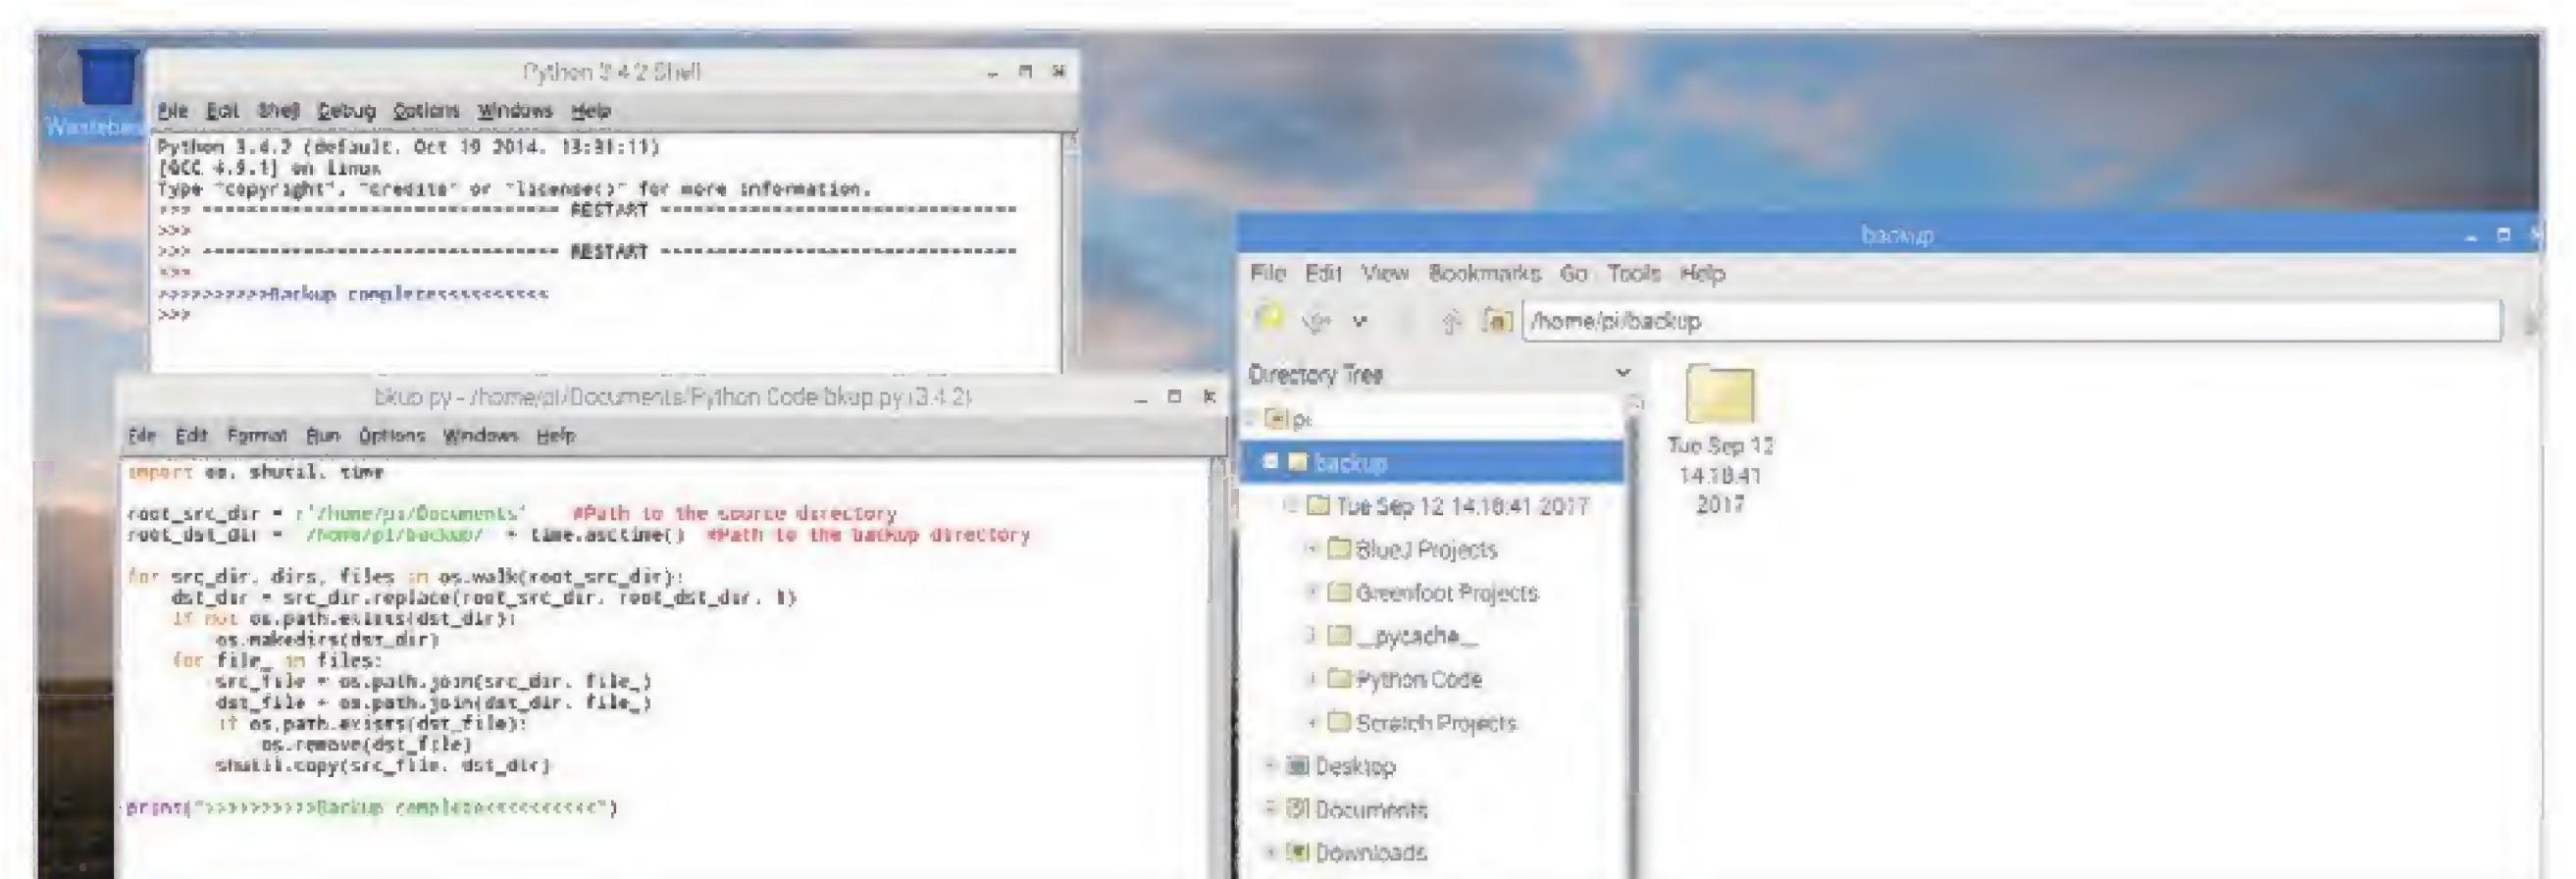 Python 3.4.2 Shell
File Edit Shell Debug Options Windows Help
Python 3.4.2 (default, Oct 19 2014, 13:31:11)
[GCC 4.9.1] on linux
Type "copyright", "credits" or "license()" for more information.
>>> ================================ RESTART ================================
>>>
>>> ================================ RESTART ================================
>>>
>>>>>>>>>>Backup complete<<<<<<<<<<
>>>
bkup.py - /home/pi/Documents/Python Code/bkup.py (3.4.2)
File Edit Format Run Options Windows Help
import os, shutil, time
root_src_dir = r'/home/pi/Documents' #Path to the source directory
root_dst_dir = '/home/pi/backup/' + time.asctime() #Path to the backup directory
for src_dir, dirs, files in os.walk(root_src_dir):
dst_dir = src_dir.replace(root_src_dir, root_dst_dir, 1)
if not os.path.exists(dst_dir):
os.makedirs(dst_dir)
for file_ in files:
src_file = os.path.join(src_dir, file_)
dst_file = os.path.join(dst_dir, file_)
if os.path.exists(dst_file):
os.remove(dst_file)
shutil.copy(src_file, dst_dir)
print(">>>>>>>>>>Backup complete<<<<<<<<<<")
backup
File Edit View Bookmarks Go Tools Help
/home/pi/backup
Directory Tree
pi
backup
Tue Sep 12 14:18:41 2017
BlueJ Projects
Greenfoot Projects
__pycache__
Python Code
Scratch Projects
Desktop
Documents
Downloads
Tue Sep 12
14:18:41
2017